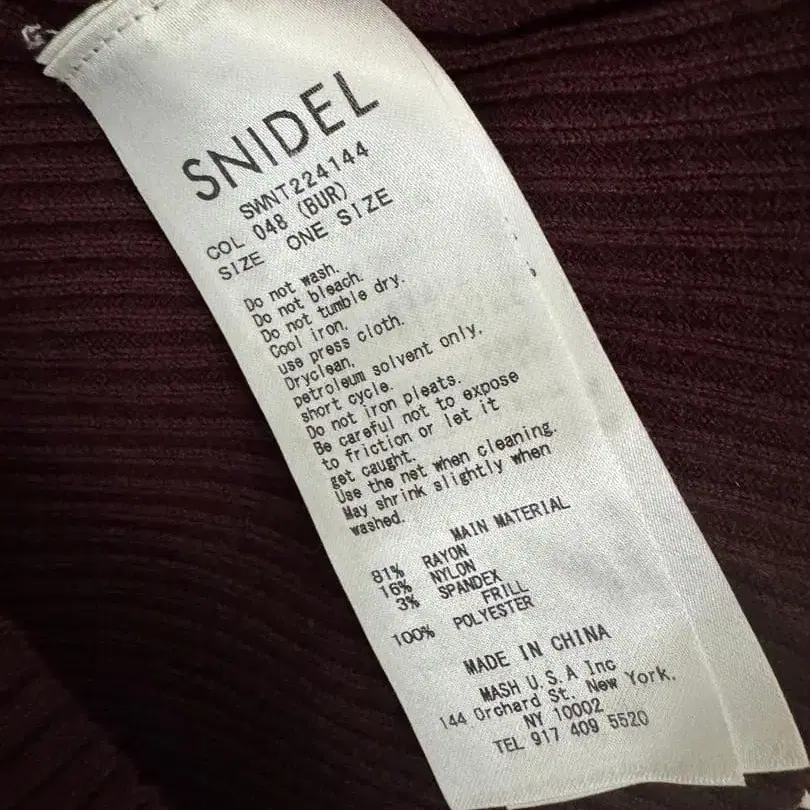 SNIDEL
SWNT224144
COL 048 (BUR)
SIZE ONE SIZE
Do not wash.
Do not bleach.
Do not tumble dry.
Cool iron.
use press cloth.
Dryclean,
petroleum solvent only,
short cycle.
Do not iron pleats.
Be careful not to expose
to friction or let it
get caught.
Use the net when cleaning.
May shrink slightly when
washed.
MAIN MATERIAL
81% RAYON
16% NYLON
3% SPANDEX
FRILL
100% POLYESTER
MADE IN CHINA
MASH U.S.A Inc
144 Orchard St. New York,
NY 10002
TEL 917 409 5520